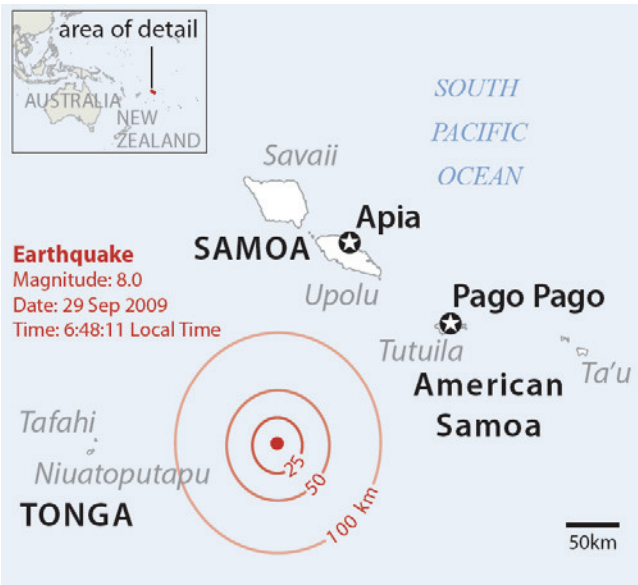 area of detail
AUSTRALIA
NEW
ZEALAND
SOUTH
PACIFIC
OCEAN
Savaii
Apia
SAMOA
Earthquake
Magnitude: 8.0
Date: 29 Sep 2009
Time: 6:48:11 Local Time
Upolu
Pago Pago
Tutuila
Ta'u
American
Samoa
Tafahi
Niuatoputapu
TONGA
25
50
100 km
50km